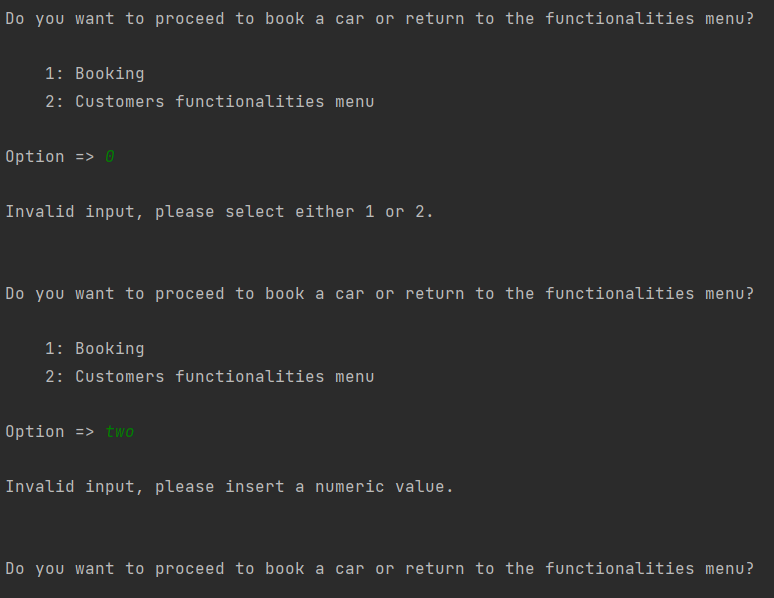 Do you want to proceed to book a car or return to the functionalities menu?
1: Booking
2: Customers functionalities menu
Option => 0
Invalid input, please select either 1 or 2.
Do you want to proceed to book a car or return to the functionalities menu?
1: Booking
2: Customers functionalities menu
Option => two
Invalid input, please insert a numeric value.
Do you want to proceed to book a car or return to the functionalities menu?